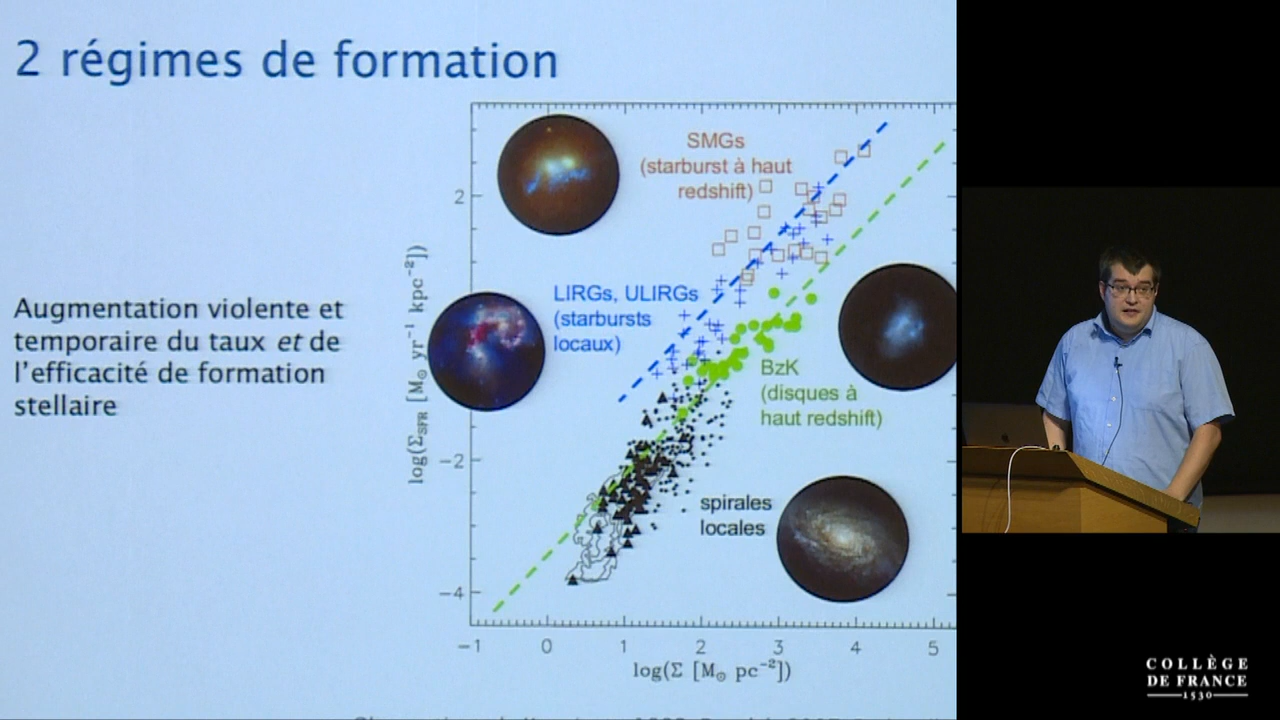 2 régimes de formation
Augmentation violente et
temporaire du taux et de
l'efficacité de formation
stellaire
SMGs
(starburst à haut
redshift)
LIRGs, ULIRGs
(starbursts
locaux)
BzK
(disques à
haut redshift)
spirales
locales
log(Σ_SFR [M⊙ yr⁻¹ kpc⁻²])
2
−2
−4
−1 0 1 2 3 4 5
log(Σ [M⊙ pc⁻²])
COLLÈGE
DE FRANCE
1530